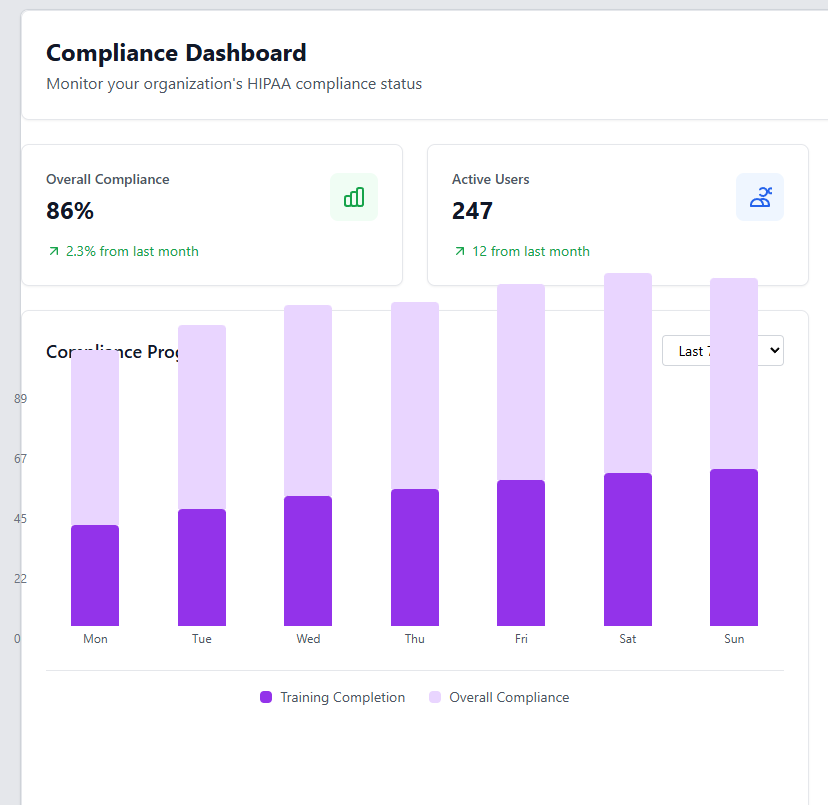 Compliance Dashboard
Monitor your organization's HIPAA compliance status
Overall Compliance
86%
2.3% from last month
Active Users
247
12 from last month
Compliance Prog
Last 7
89
67
45
22
0
Mon Tue Wed Thu Fri Sat Sun
Training Completion Overall Compliance